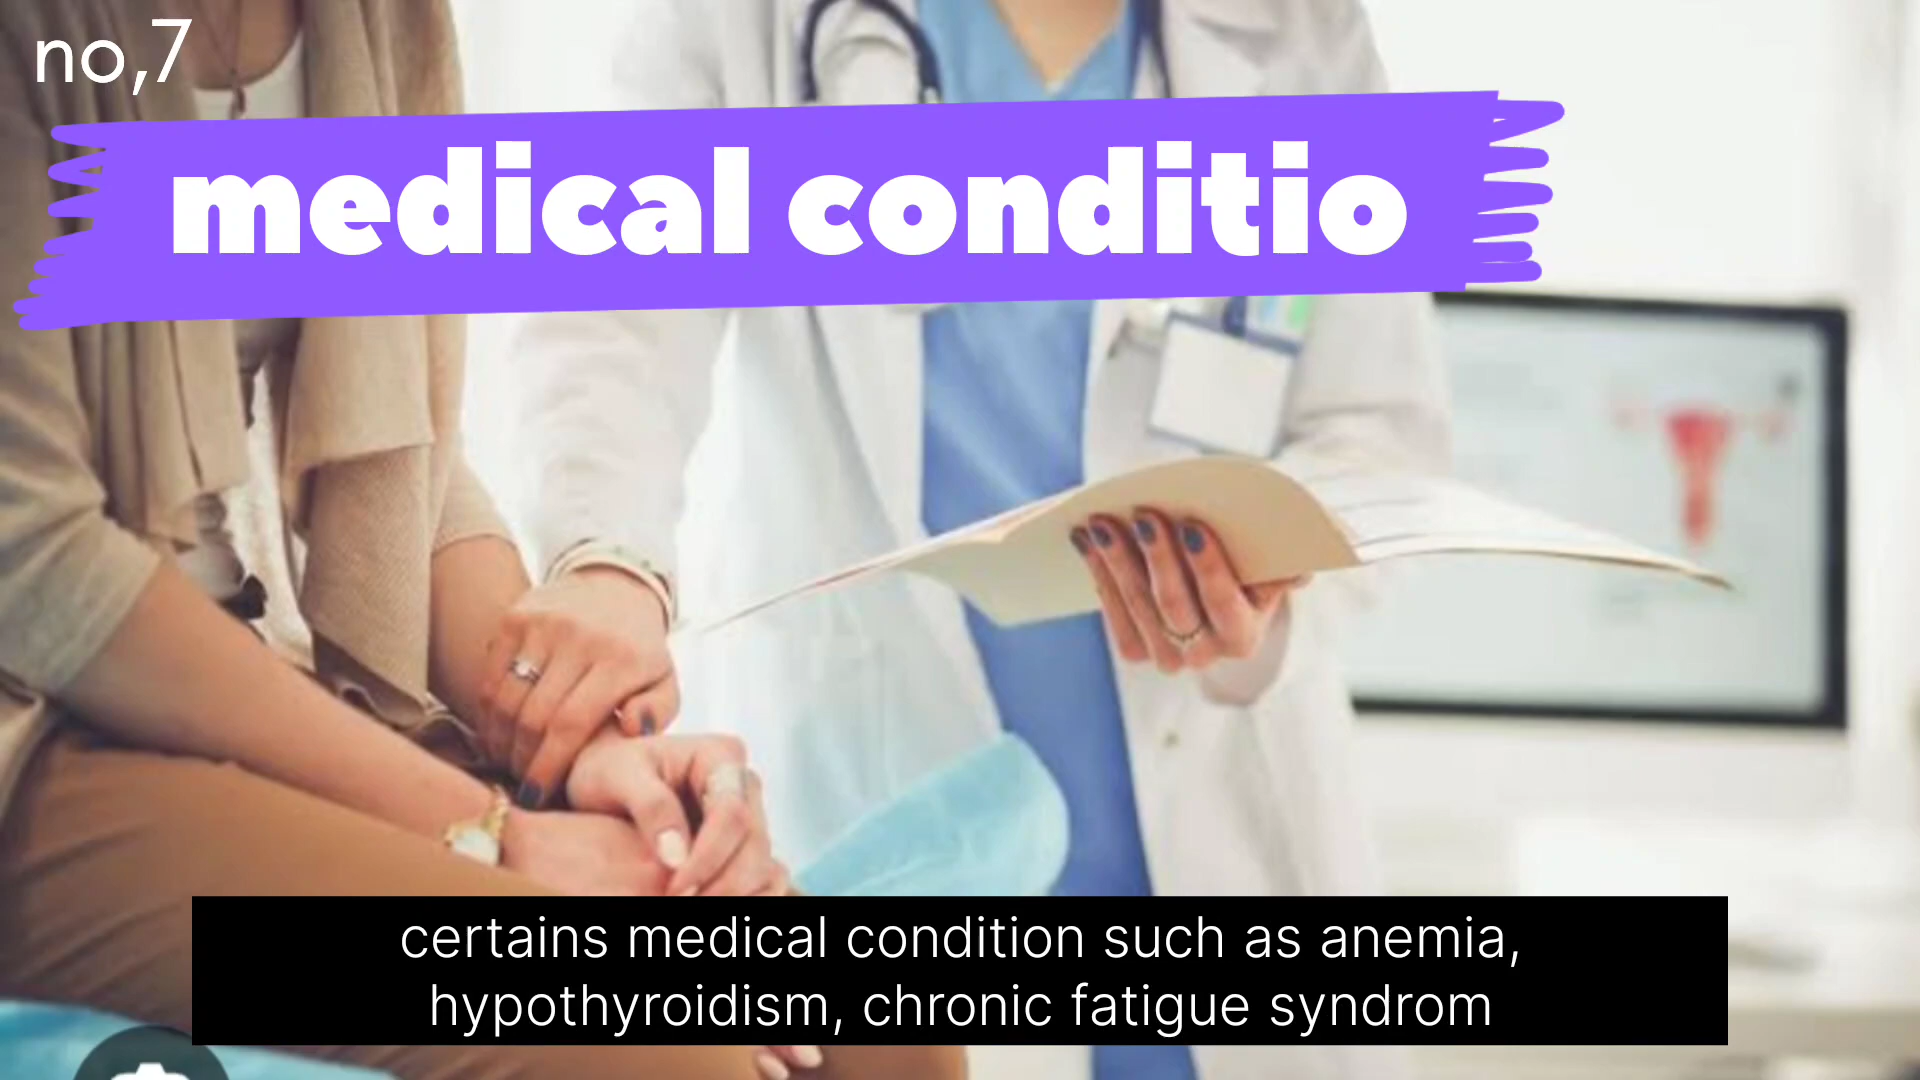 no,7
medical conditio
certains medical condition such as anemia,
hypothyroidism, chronic fatigue syndrom